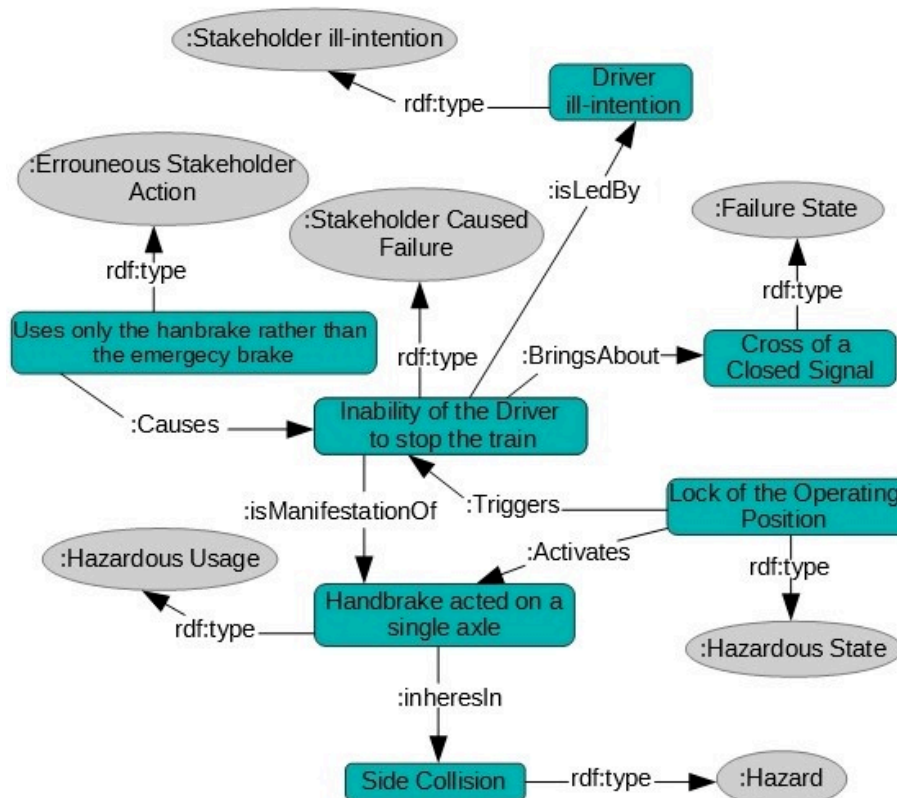 :Stakeholder ill-intention
Driver
ill-intention
rdf:type
:Errouneous Stakeholder
Action
:isLedBy
:Stakeholder Caused
Failure
:Failure State
rdf:type
rdf:type
Uses only the hanbrake rather than
the emergecy brake
rdf:type
:BringsAbout
Cross of a
Closed Signal
:Causes
Inability of the Driver
to stop the train
:isManifestationOf
:Triggers
Lock of the Operating
Position
:Hazardous Usage
:Activates
rdf:type
rdf:type
Handbrake acted on a
single axle
:Hazardous State
:inheresIn
Side Collision
rdf:type
:Hazard